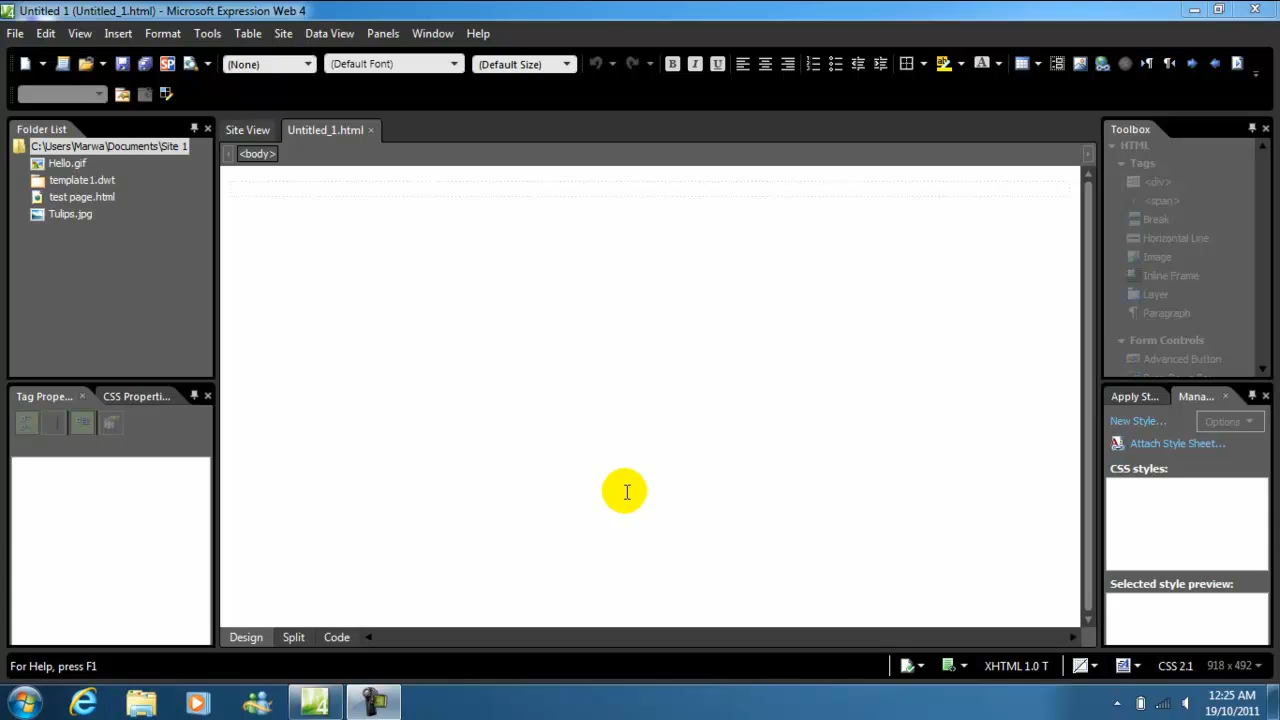 Untitled 1 (Untitled_1.html) - Microsoft Expression Web 4
File Edit View Insert Format Tools Table Site Data View Panels Window Help
(None) (Default Font) (Default Size) B I U A
Folder List
C:\Users\Marwa\Documents\Site 1
Hello.gif
template1.dwt
test page.html
Tulips.jpg
Site View Untitled_1.html ×
<body>
Toolbox
HTML
Tags
<div>
<span>
Break
Horizontal Line
Image
Inline Frame
Layer
Paragraph
Form Controls
Advanced Button
Tag Prope... CSS Properti...
Apply St... Mana...
New Style... Options
Attach Style Sheet...
CSS styles:
Selected style preview:
Design Split Code
For Help, press F1
XHTML 1.0 T CSS 2.1 918 x 492
12:25 AM
19/10/2011